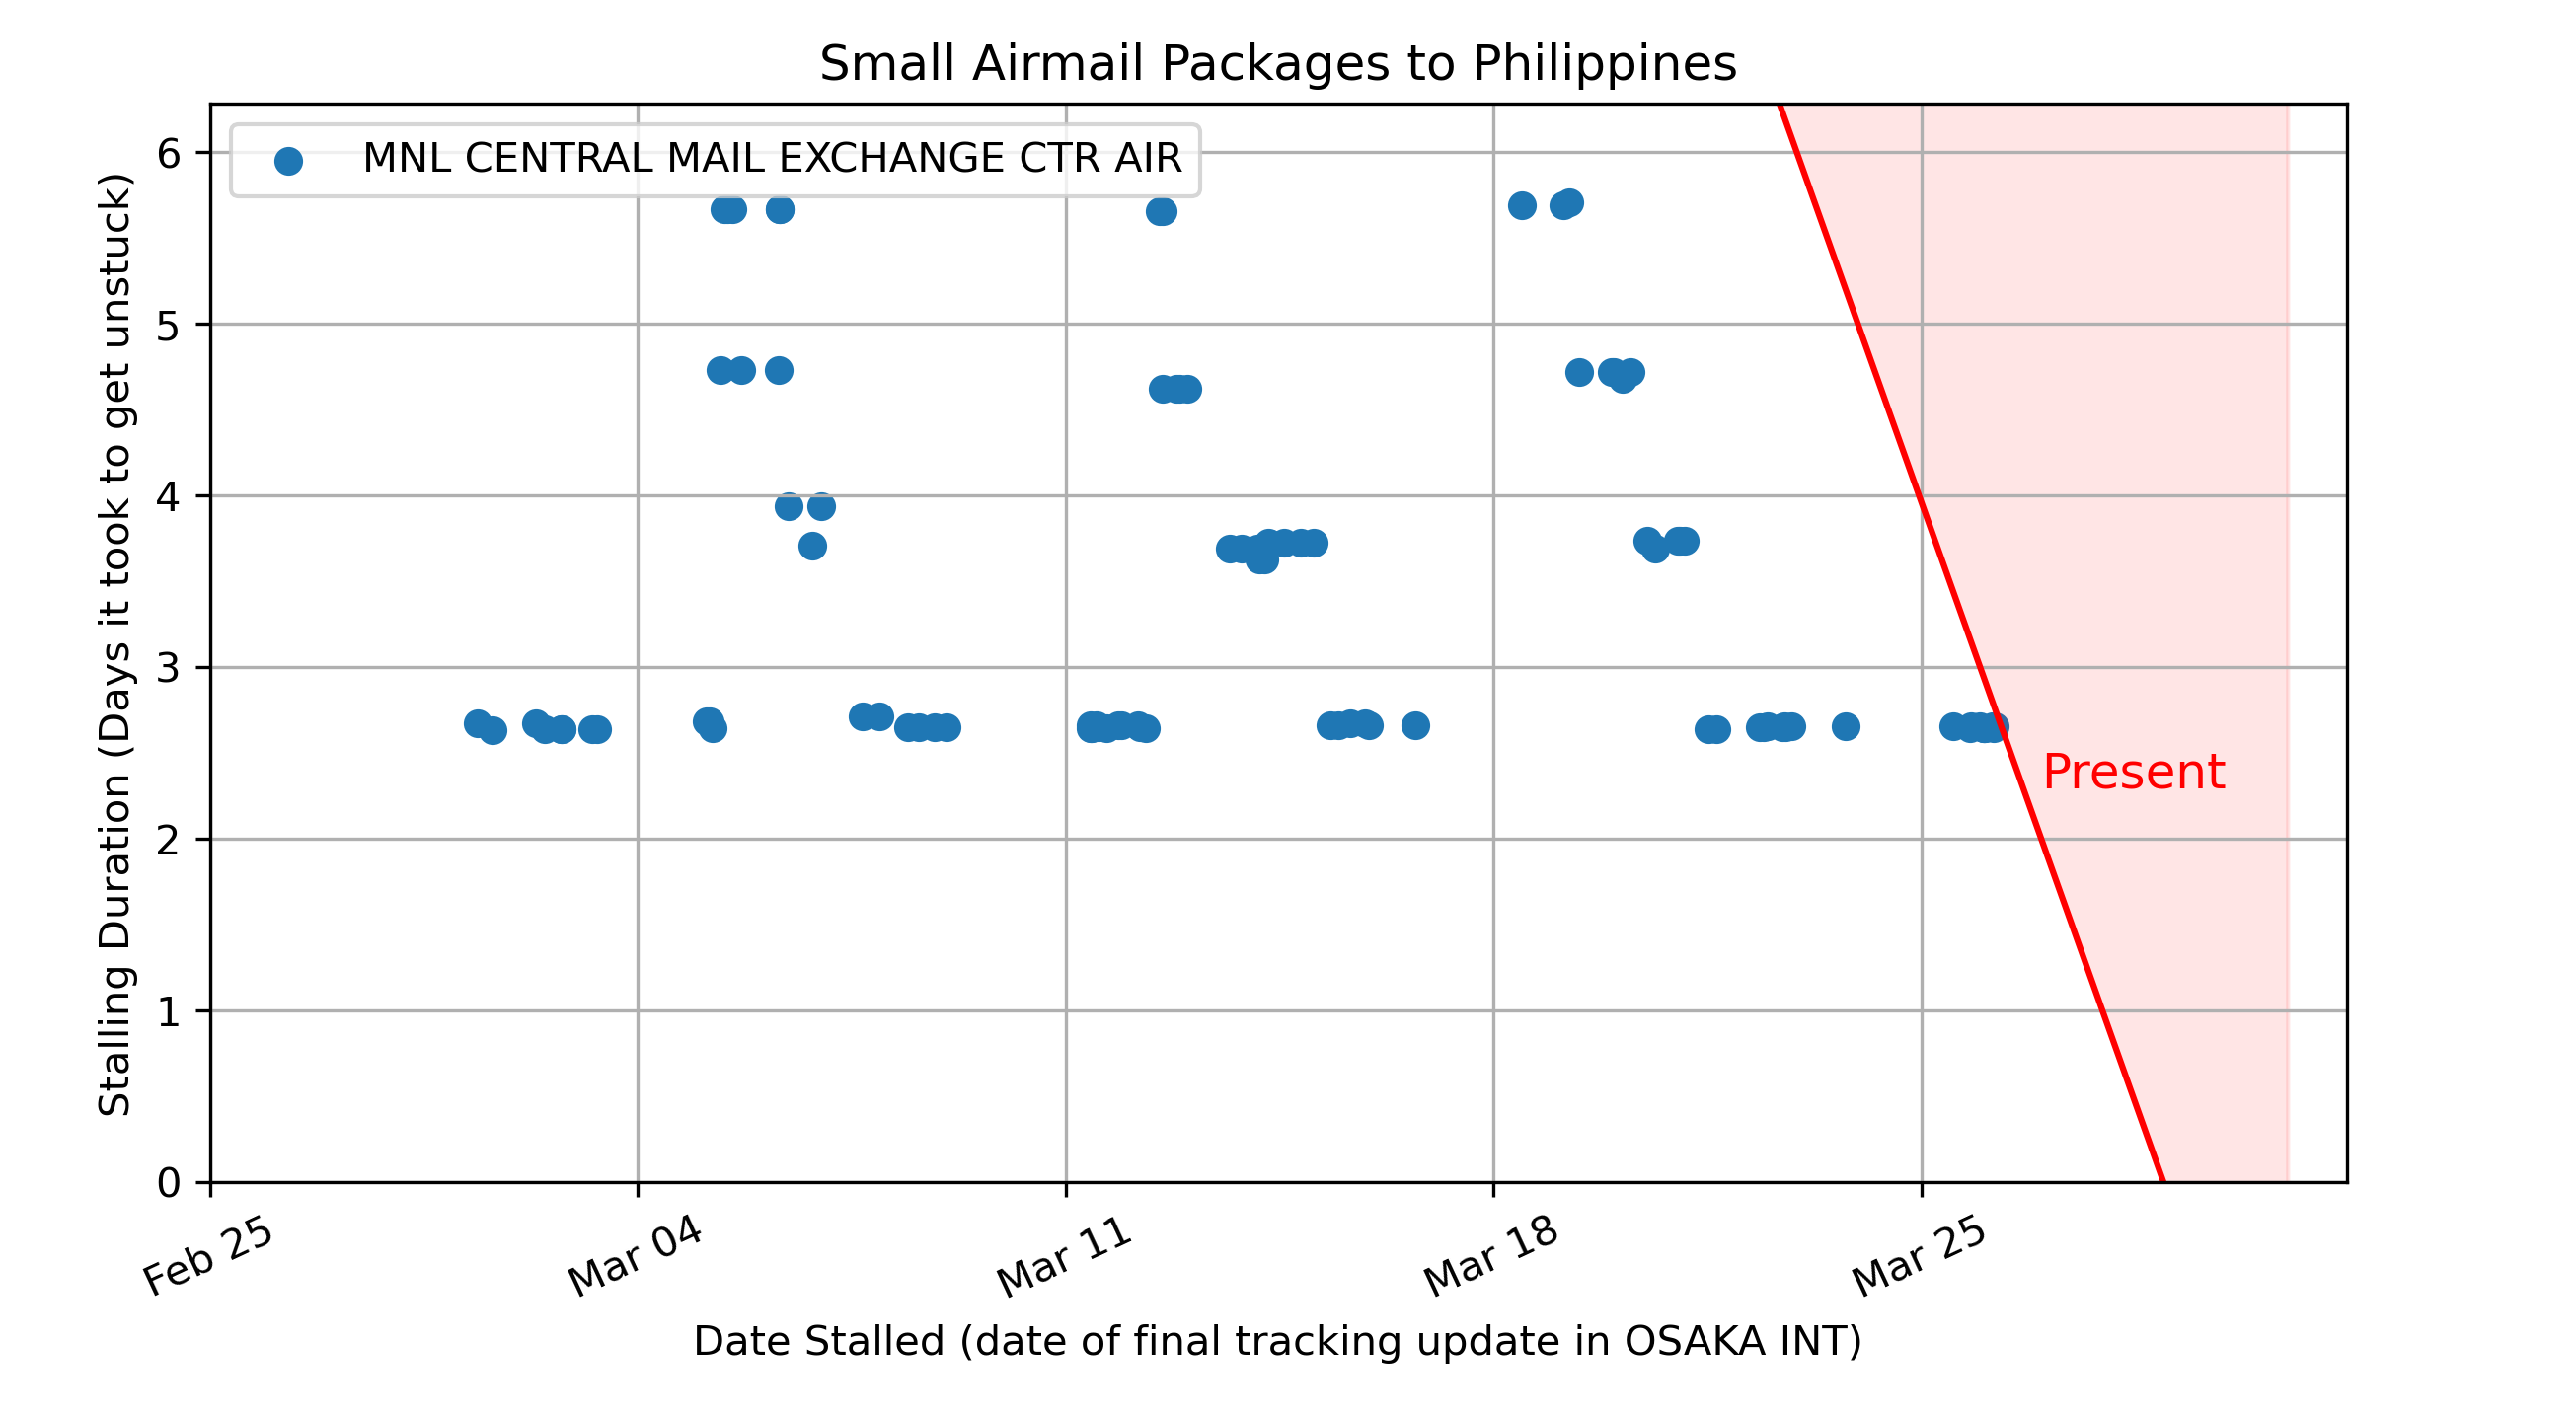 Small Airmail Packages to Philippines
MNL CENTRAL MAIL EXCHANGE CTR AIR
Stalling Duration (Days it took to get unstuck)
6
5
4
3
2
1
0
Present
Feb 25
Mar 04
Mar 11
Mar 18
Mar 25
Date Stalled (date of final tracking update in OSAKA INT)